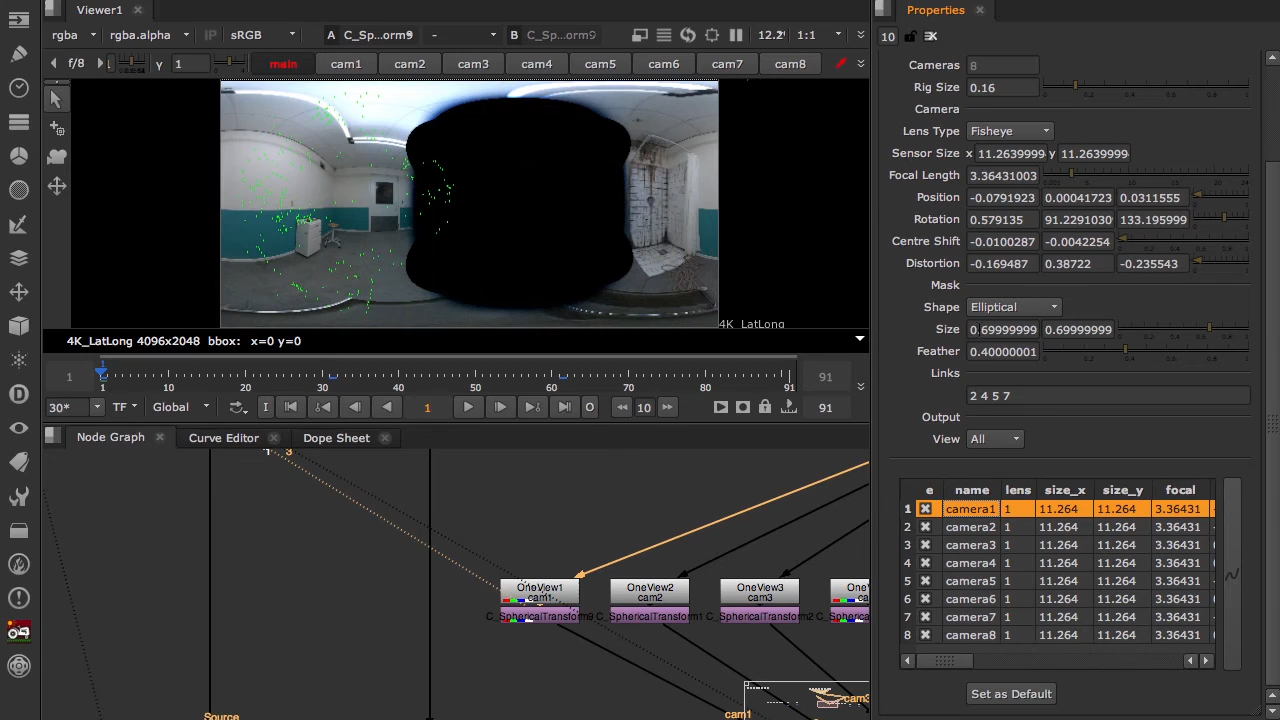 Viewer1
Properties
rgba rgba.alpha IP sRGB A C_Sp...orm9 - B C_Sp...orm9 1:1
10
f/8 1 y 1 main cam1 cam2 cam3 cam4 cam5 cam6 cam7 cam8
Cameras 8
Rig Size 0.16
Camera
Lens Type Fisheye
Sensor Size x 11.2639999 y 11.2639999
Focal Length 3.36431003
Position -0.0791923 0.00041723 0.0311555
Rotation 0.579135 91.2291030 133.195999
Centre Shift -0.0100287 -0.0042254
Distortion -0.169487 0.38722 -0.235543
Mask
Shape Elliptical
Size 0.69999999 0.69999999
Feather 0.40000001
Links
2 4 5 7
Output
View All
4K_LatLong
4K_LatLong 4096x2048 bbox: x=0 y=0
1 1 10 20 30 40 50 60 70 80 91 91
30* TF Global I 1 O 10 91
Node Graph Curve Editor Dope Sheet
3
OneView1
cam1
OneView2
cam2
OneView3
cam3
C_SphericalTransform9 C_SphericalTransform1 C_SphericalTransform2 C_Spherical
cam1
cam3
Source
e name lens size_x size_y focal
1 camera1 1 11.264 11.264 3.36431
2 camera2 1 11.264 11.264 3.36431
3 camera3 1 11.264 11.264 3.36431
4 camera4 1 11.264 11.264 3.36431
5 camera5 1 11.264 11.264 3.36431
6 camera6 1 11.264 11.264 3.36431
7 camera7 1 11.264 11.264 3.36431
8 camera8 1 11.264 11.264 3.36431
Set as Default